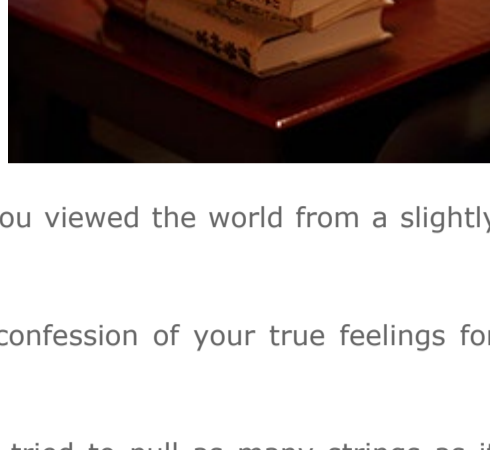 ou viewed the world from a slightly
confession of your true feelings for
tried to pull as many strings as it